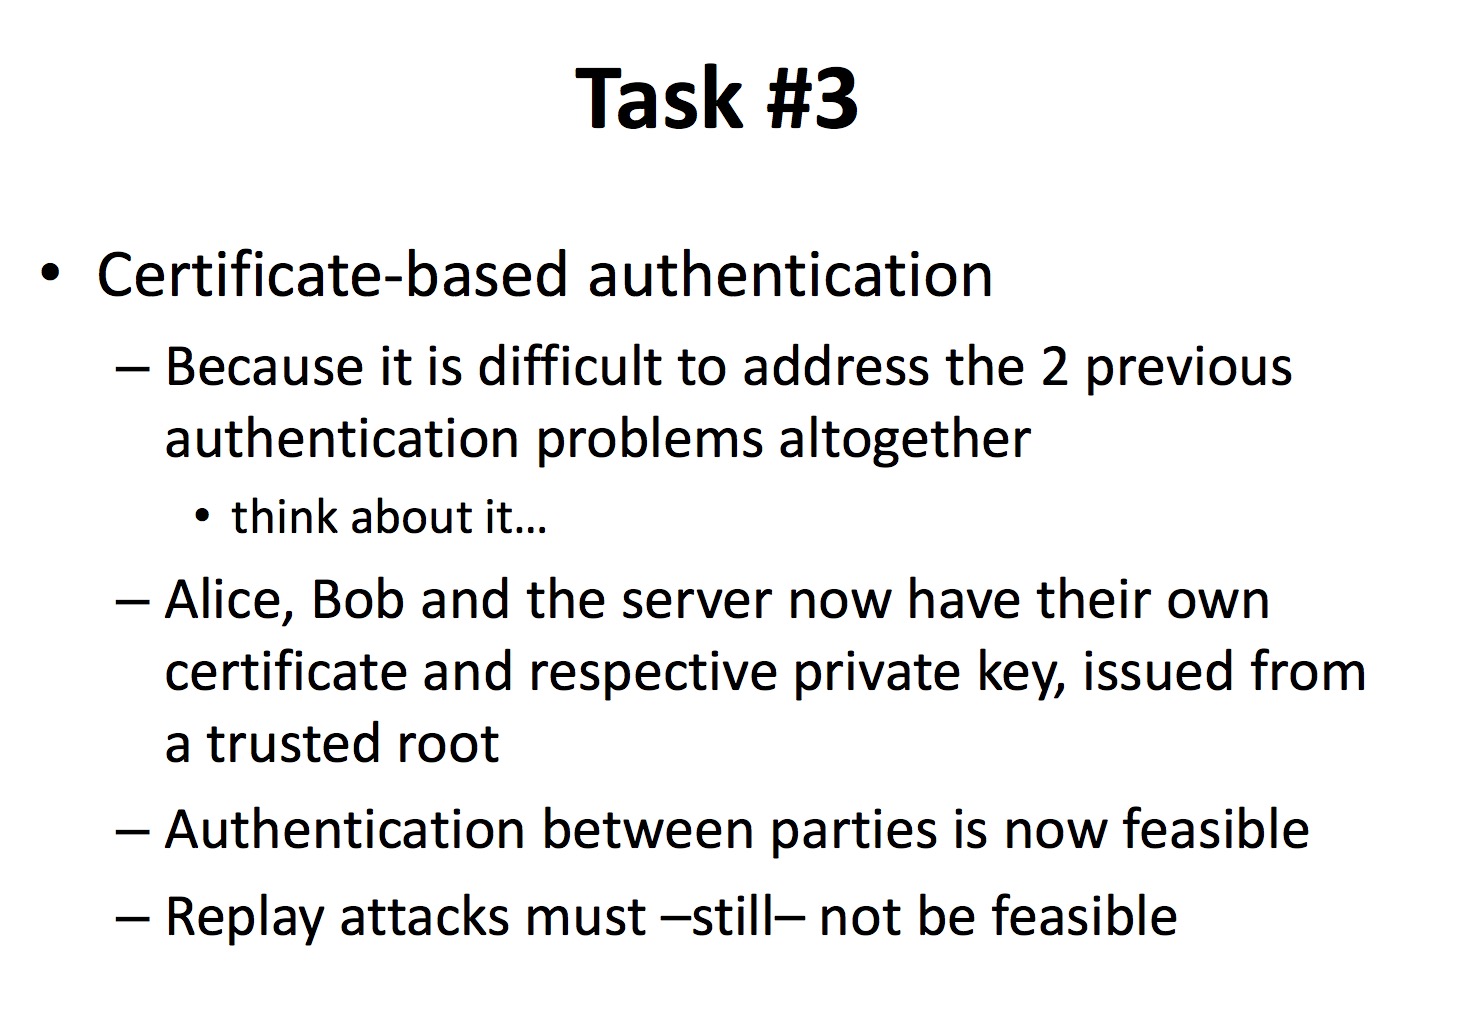 Task #3
• Certificate-based authentication
– Because it is difficult to address the 2 previous
authentication problems altogether
• think about it...
– Alice, Bob and the server now have their own
certificate and respective private key, issued from
a trusted root
– Authentication between parties is now feasible
– Replay attacks must –still– not be feasible